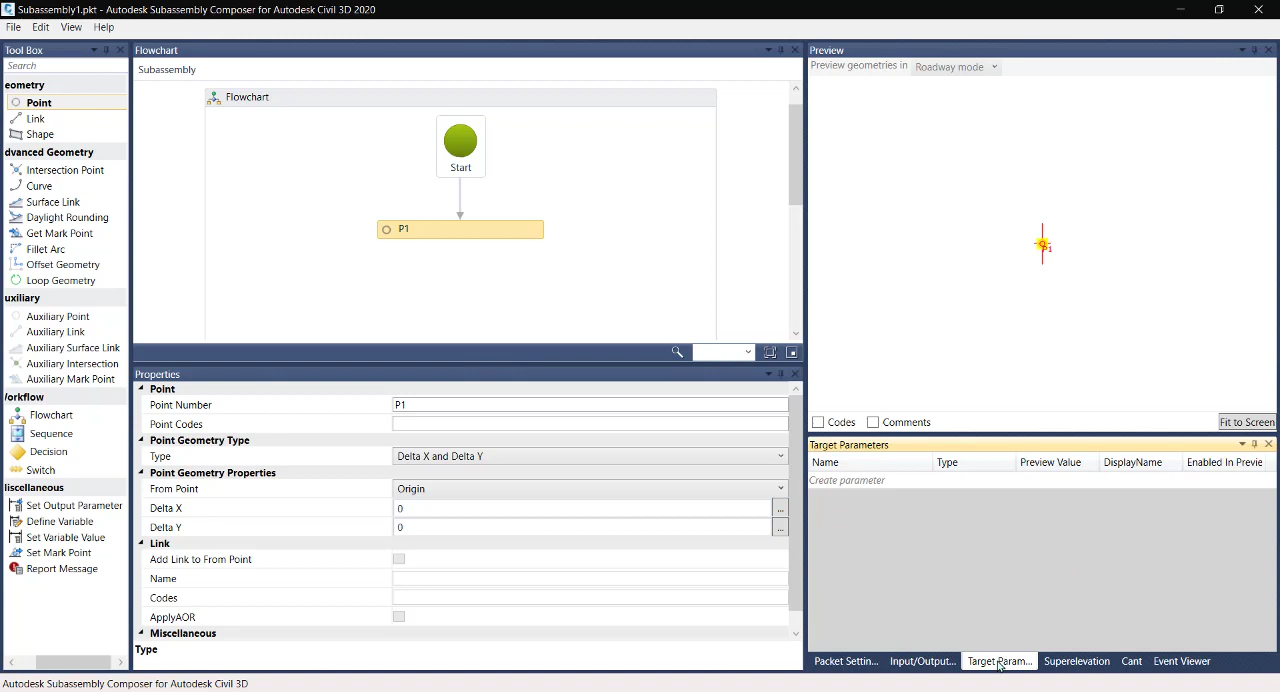 Subassembly1.pkt - Autodesk Subassembly Composer for Autodesk Civil 3D 2020
File Edit View Help
Tool Box
Search
eometry
Point
Link
Shape
dvanced Geometry
Intersection Point
Curve
Surface Link
Daylight Rounding
Get Mark Point
Fillet Arc
Offset Geometry
Loop Geometry
uxiliary
Auxiliary Point
Auxiliary Link
Auxiliary Surface Link
Auxiliary Intersection
Auxiliary Mark Point
/orkflow
Flowchart
Sequence
Decision
Switch
liscellaneous
Set Output Parameter
Define Variable
Set Variable Value
Set Mark Point
Report Message
Flowchart
Subassembly
Flowchart
Start
P1
Properties
Point
Point Number P1
Point Codes
Point Geometry Type
Type Delta X and Delta Y
Point Geometry Properties
From Point Origin
Delta X 0 ...
Delta Y 0 ...
Link
Add Link to From Point
Name
Codes
ApplyAOR
Miscellaneous
Type
Preview
Preview geometries in Roadway mode
P1
Codes Comments Fit to Screen
Target Parameters
Name Type Preview Value DisplayName Enabled In Previe
Create parameter
Packet Settin... Input/Output... Target Param... Superelevation Cant Event Viewer
Autodesk Subassembly Composer for Autodesk Civil 3D